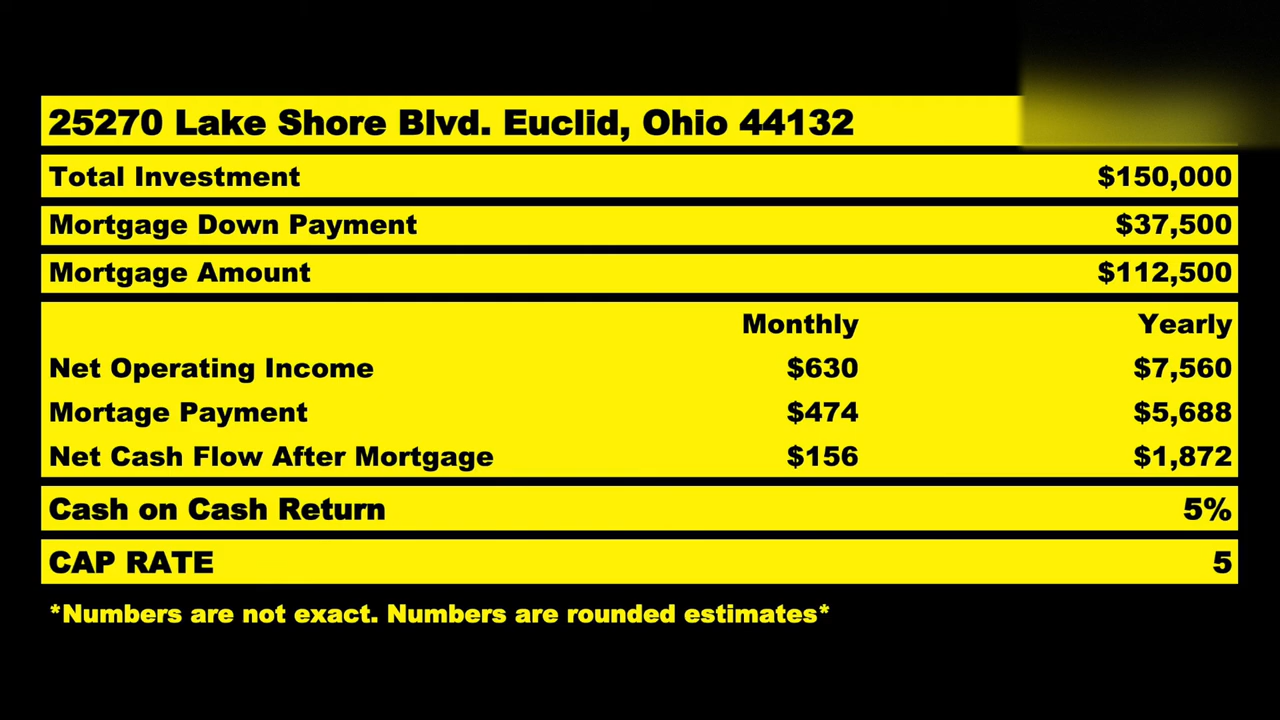 25270 Lake Shore Blvd. Euclid, Ohio 44132
Total Investment $150,000
Mortgage Down Payment $37,500
Mortgage Amount $112,500
Monthly Yearly
Net Operating Income $630 $7,560
Mortage Payment $474 $5,688
Net Cash Flow After Mortgage $156 $1,872
Cash on Cash Return 5%
CAP RATE 5
*Numbers are not exact. Numbers are rounded estimates*